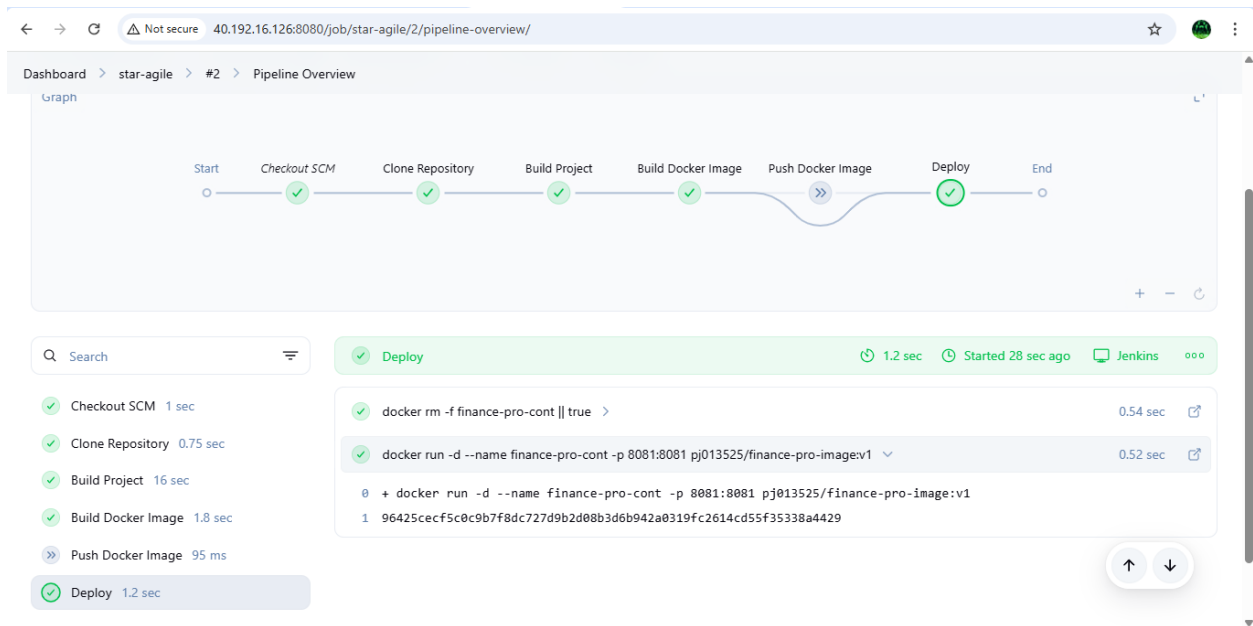 Not secure 40.192.16.126:8080/job/star-agile/2/pipeline-overview/
Dashboard > star-agile > #2 > Pipeline Overview
Graph
Start Checkout SCM Clone Repository Build Project Build Docker Image Push Docker Image Deploy End
Search
Deploy 1.2 sec Started 28 sec ago Jenkins
Checkout SCM 1 sec
Clone Repository 0.75 sec
Build Project 16 sec
Build Docker Image 1.8 sec
Push Docker Image 95 ms
Deploy 1.2 sec
docker rm -f finance-pro-cont || true 0.54 sec
docker run -d --name finance-pro-cont -p 8081:8081 pj013525/finance-pro-image:v1 0.52 sec
0 + docker run -d --name finance-pro-cont -p 8081:8081 pj013525/finance-pro-image:v1
1 96425cecf5c0c9b7f8dc727d9b2d08b3d6b942a0319fc2614cd55f35338a4429